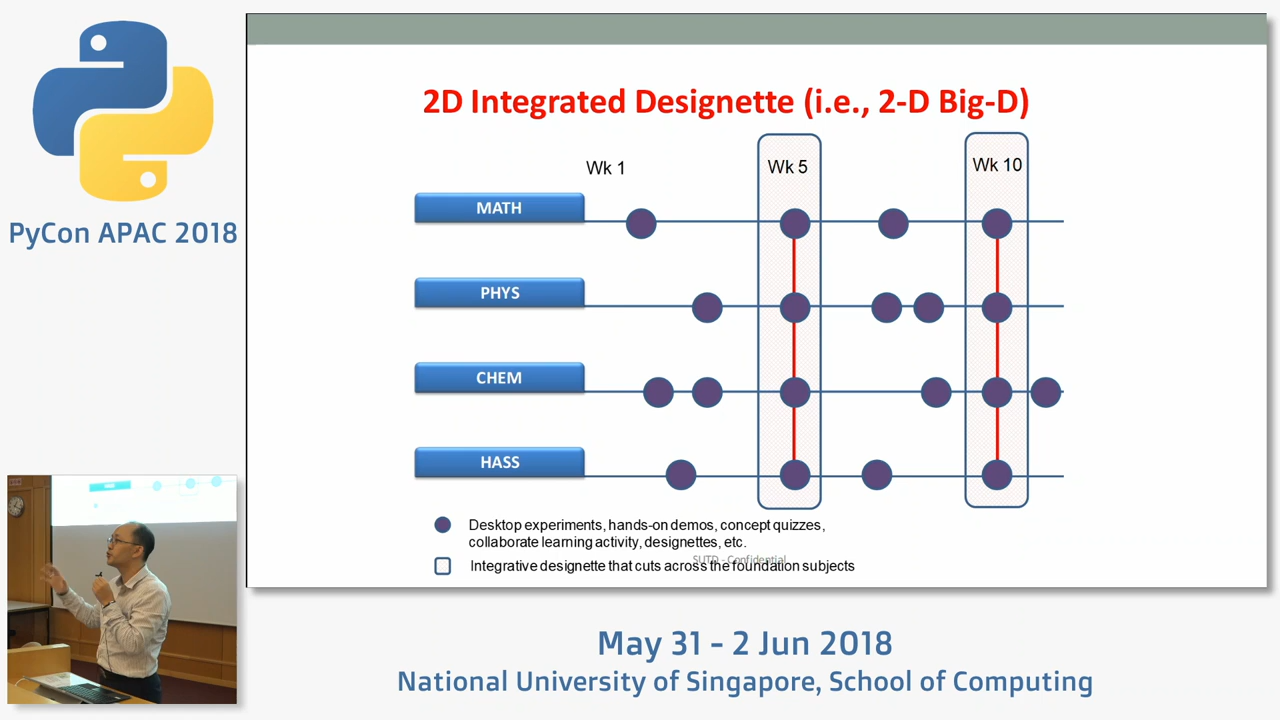 PyCon APAC 2018
2D Integrated Designette (i.e., 2-D Big-D)
Wk 1
Wk 5
Wk 10
MATH
PHYS
CHEM
HASS
Desktop experiments, hands-on demos, concept quizzes,
collaborate learning activity, designettes, etc.
SUTD - Confidential
Integrative designette that cuts across the foundation subjects
May 31 - 2 Jun 2018
National University of Singapore, School of Computing